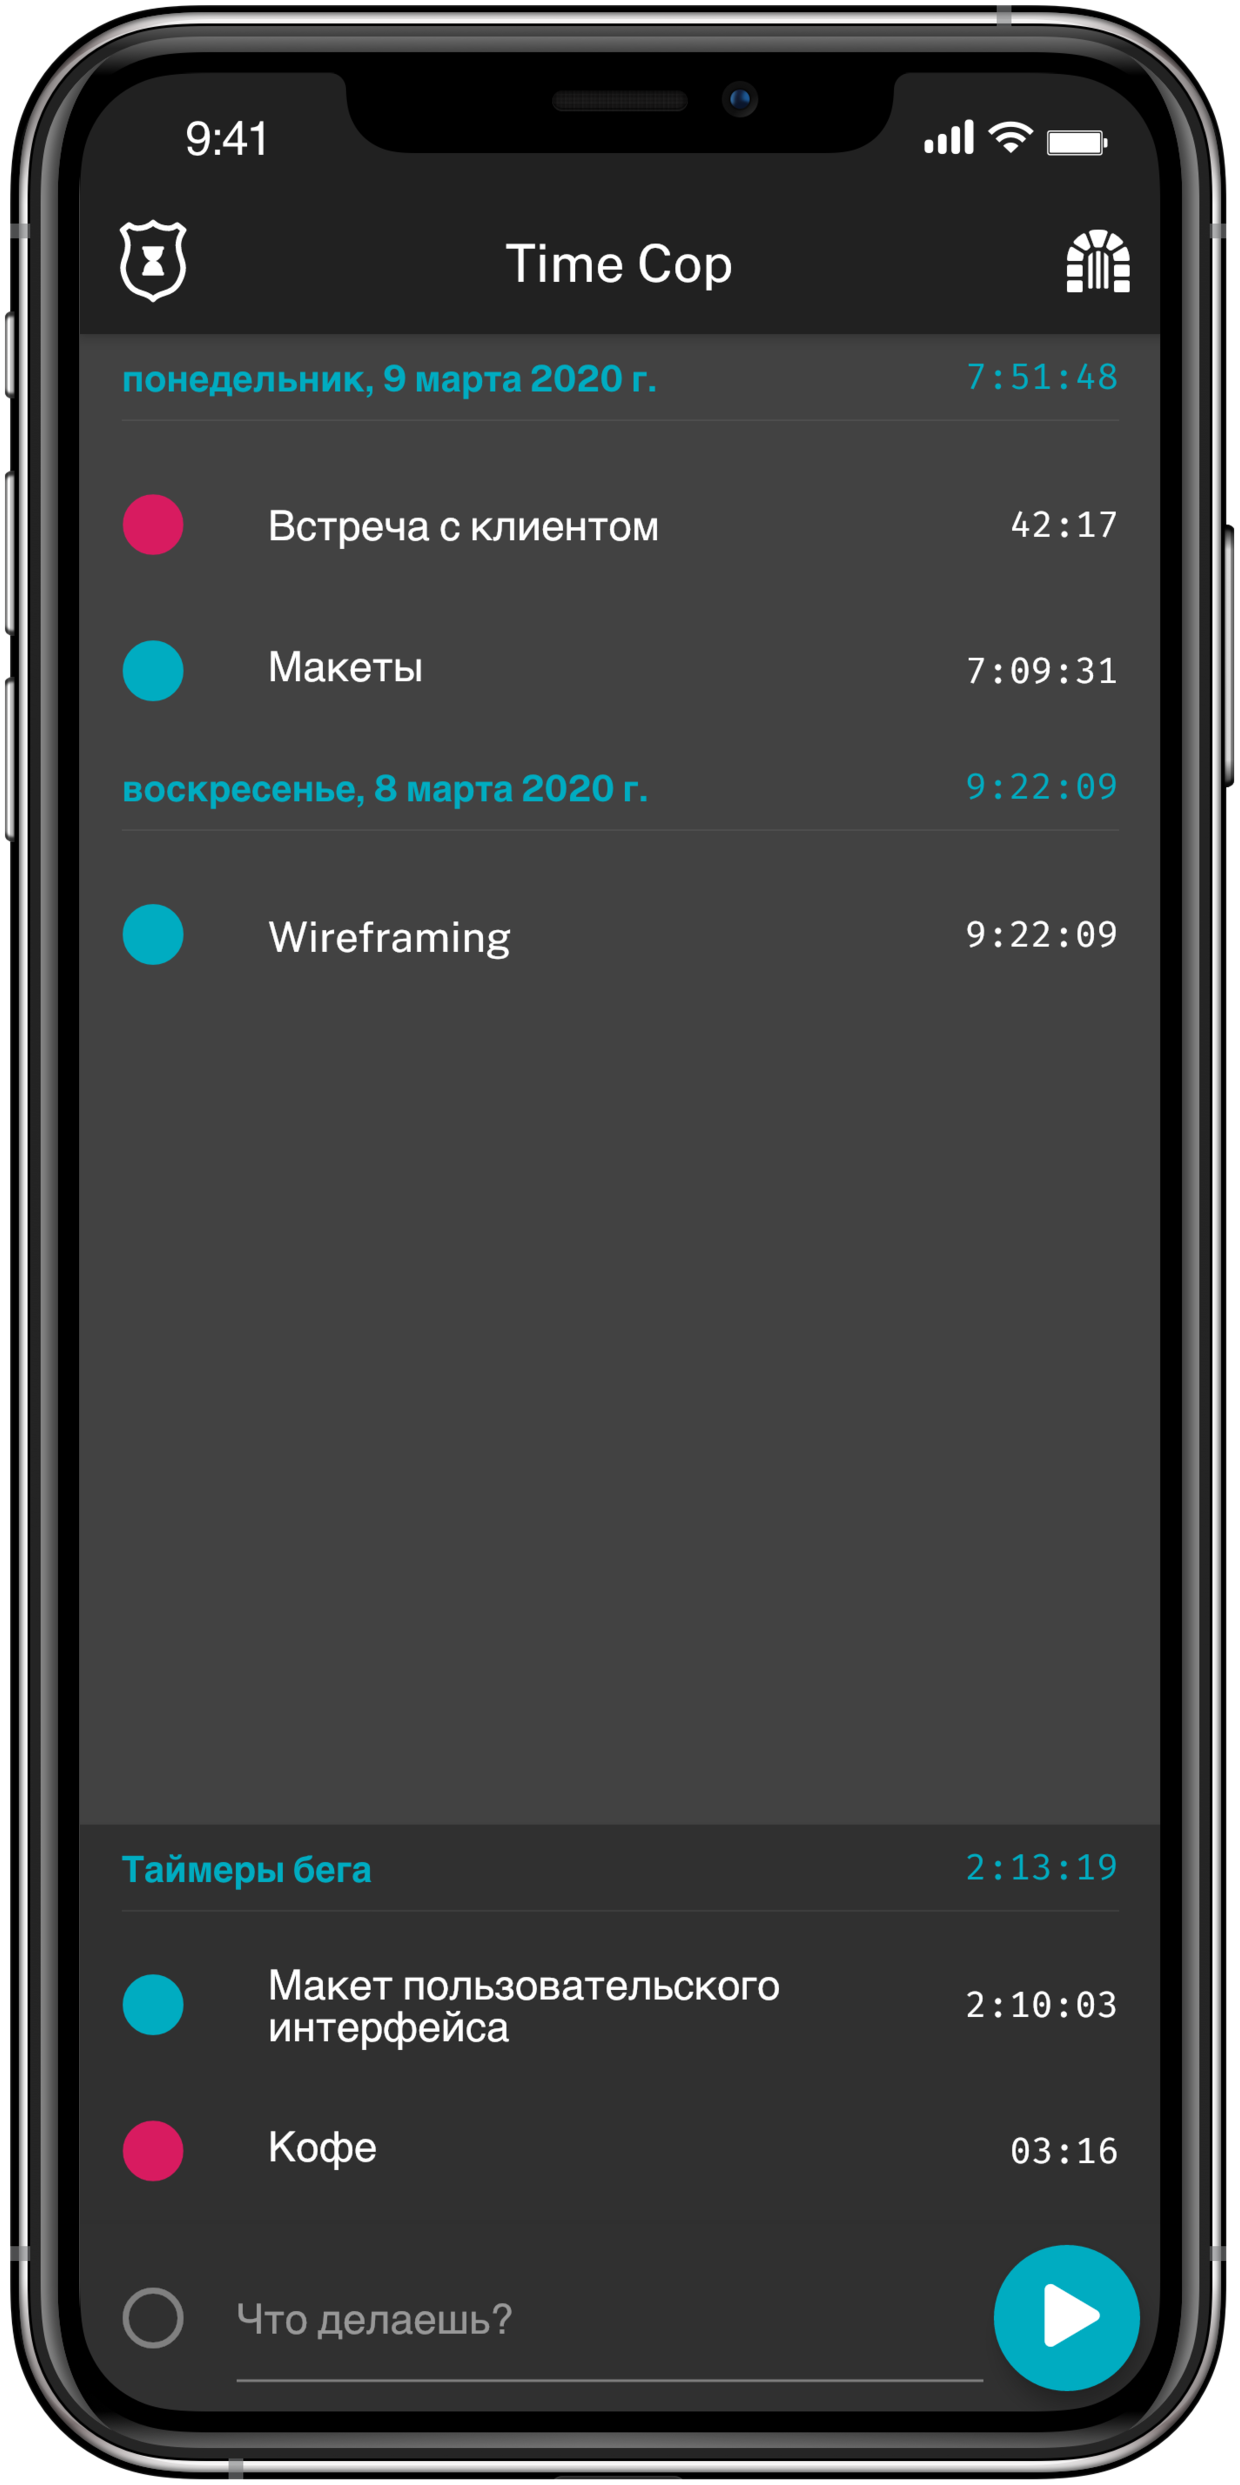 9:41
Time Cop
понедельник, 9 марта 2020 г. 7:51:48
Встреча с клиентом 42:17
Макеты 7:09:31
воскресенье, 8 марта 2020 г. 9:22:09
Wireframing 9:22:09
Таймеры бега 2:13:19
Макет пользовательского
интерфейса 2:10:03
Кофе 03:16
Что делаешь?